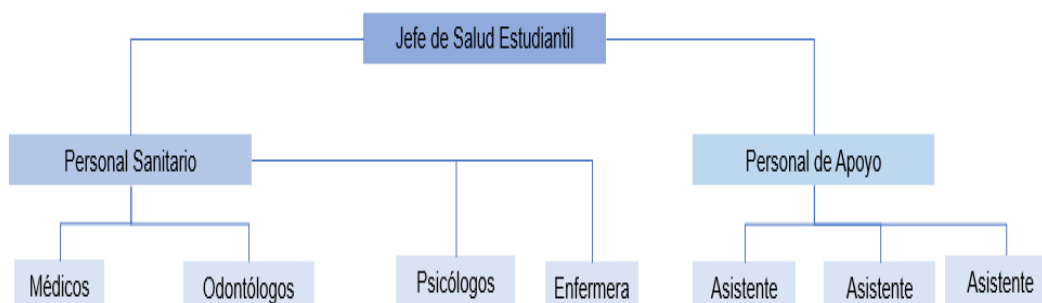 Jefe de Salud Estudiantil
Personal Sanitario
Personal de Apoyo
Médicos
Odontólogos
Psicólogos
Enfermera
Asistente
Asistente
Asistente